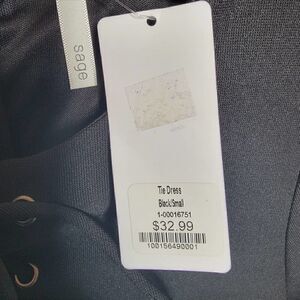 sage
Tie Dress
Black/Small
1-00016751
$32.99
100156490001